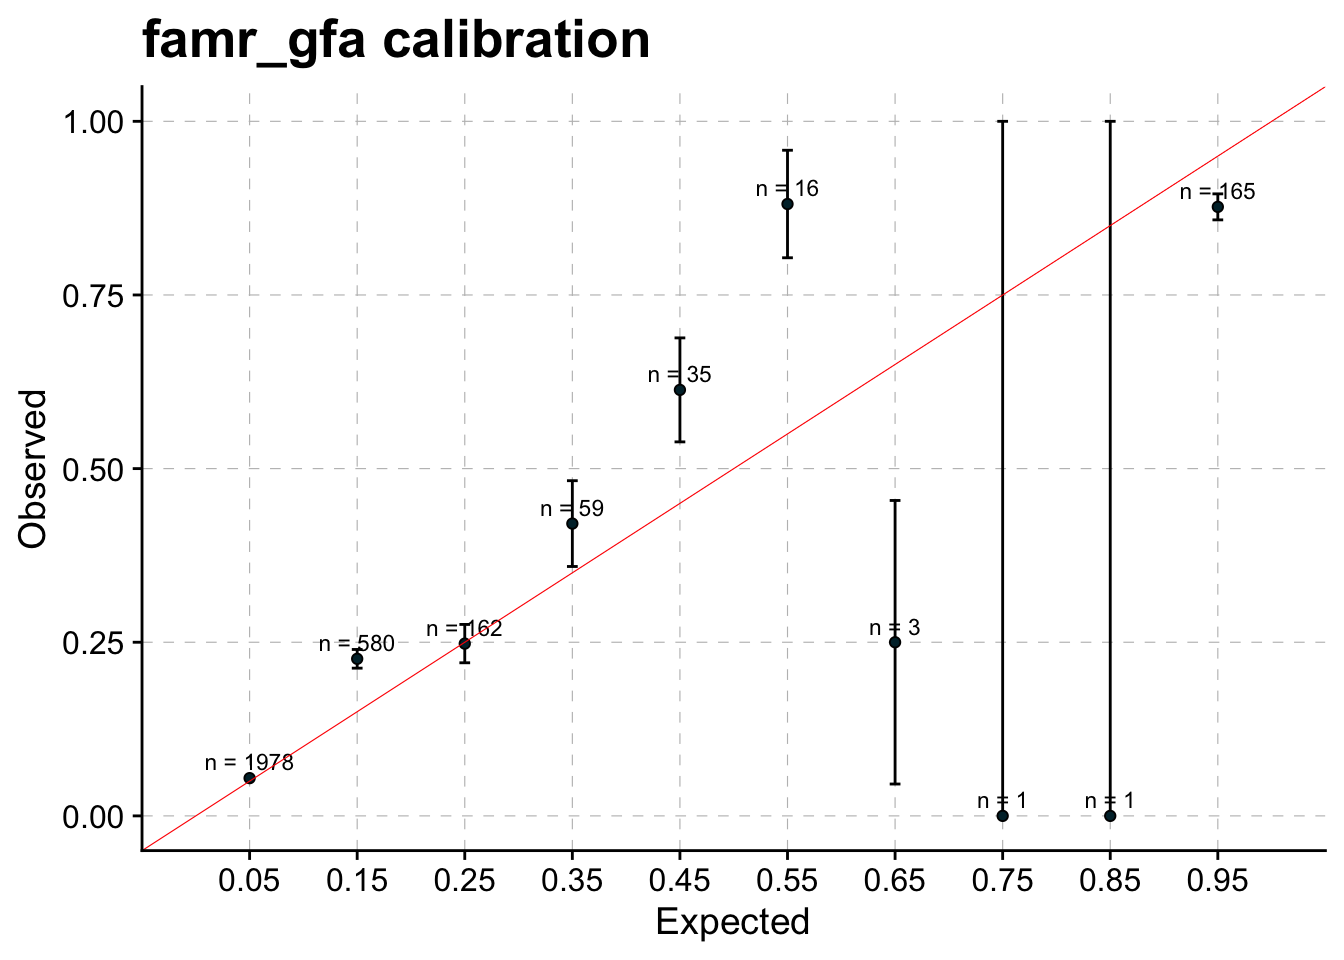 famr_gfa calibration
1.00
0.75
0.50
0.25
0.00
Observed
n = 1978
n = 580
n = 162
n = 59
n = 35
n = 16
n = 3
n = 1
n = 1
n = 165
0.05 0.15 0.25 0.35 0.45 0.55 0.65 0.75 0.85 0.95
Expected